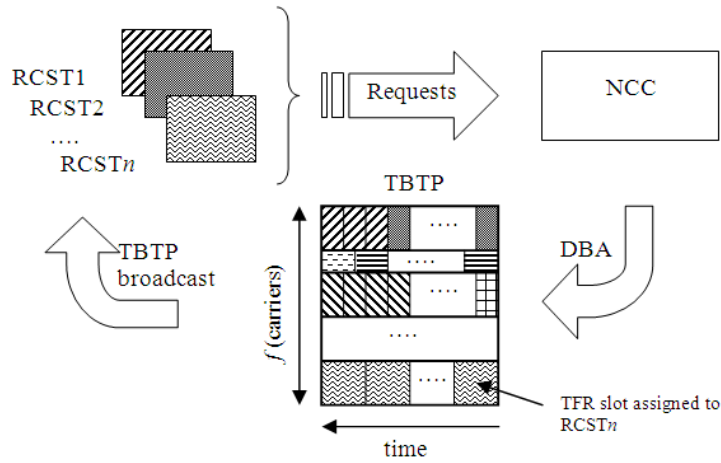 RCST1
RCST2
....
RCSTn
Requests
NCC
TBTP
TBTP
broadcast
DBA
f (carriers)
....
....
....
....
....
TFR slot assigned to
RCSTn
time